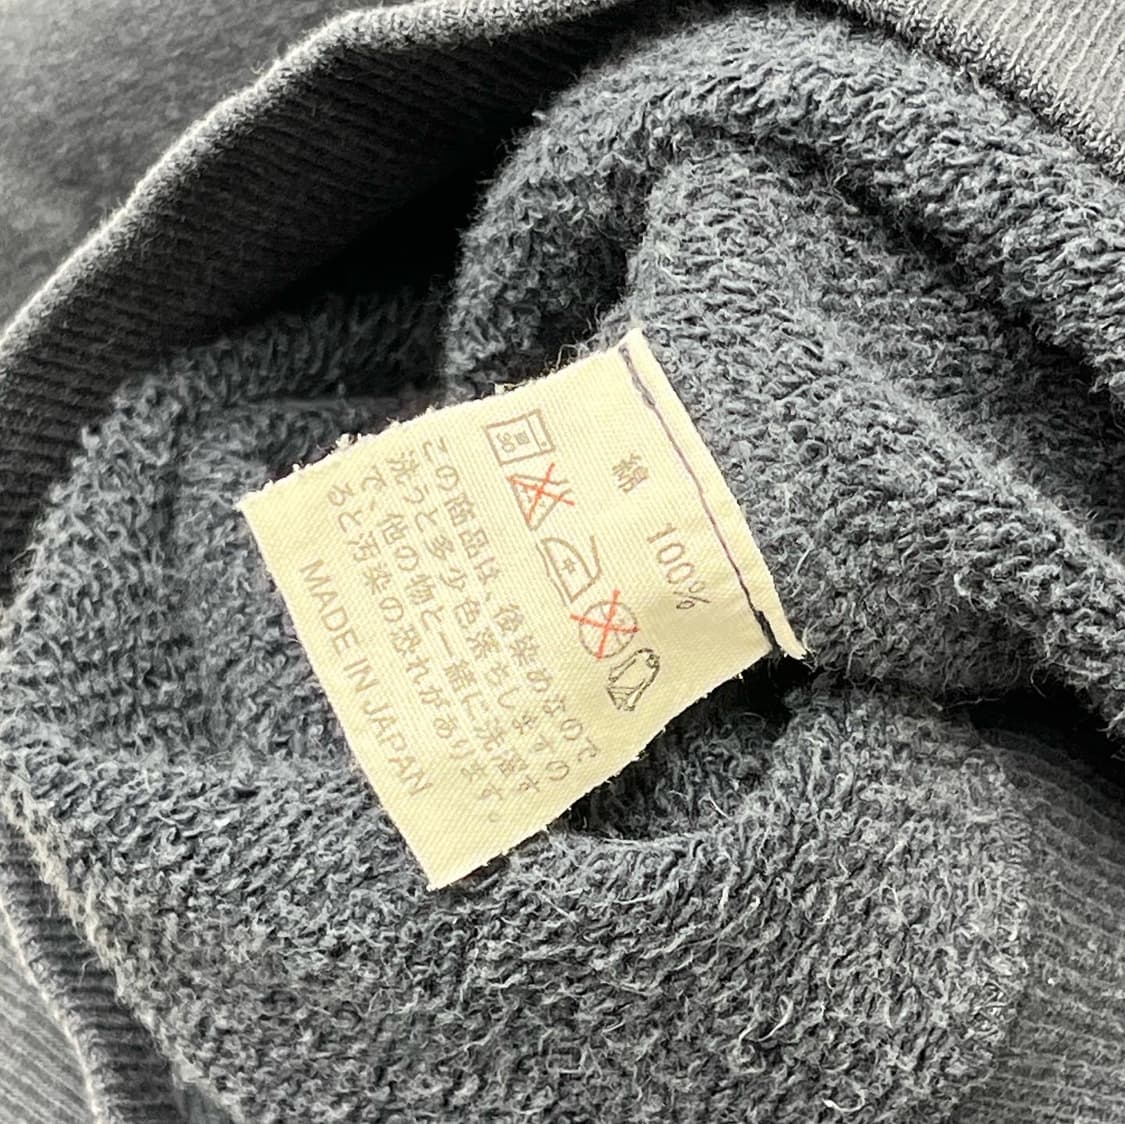 綿 100%
この商品は、後染めなので
洗うと多少色落ちしますの
で、他の物と一緒に洗濯す
ると汚染の恐れがあります。
MADE IN JAPAN